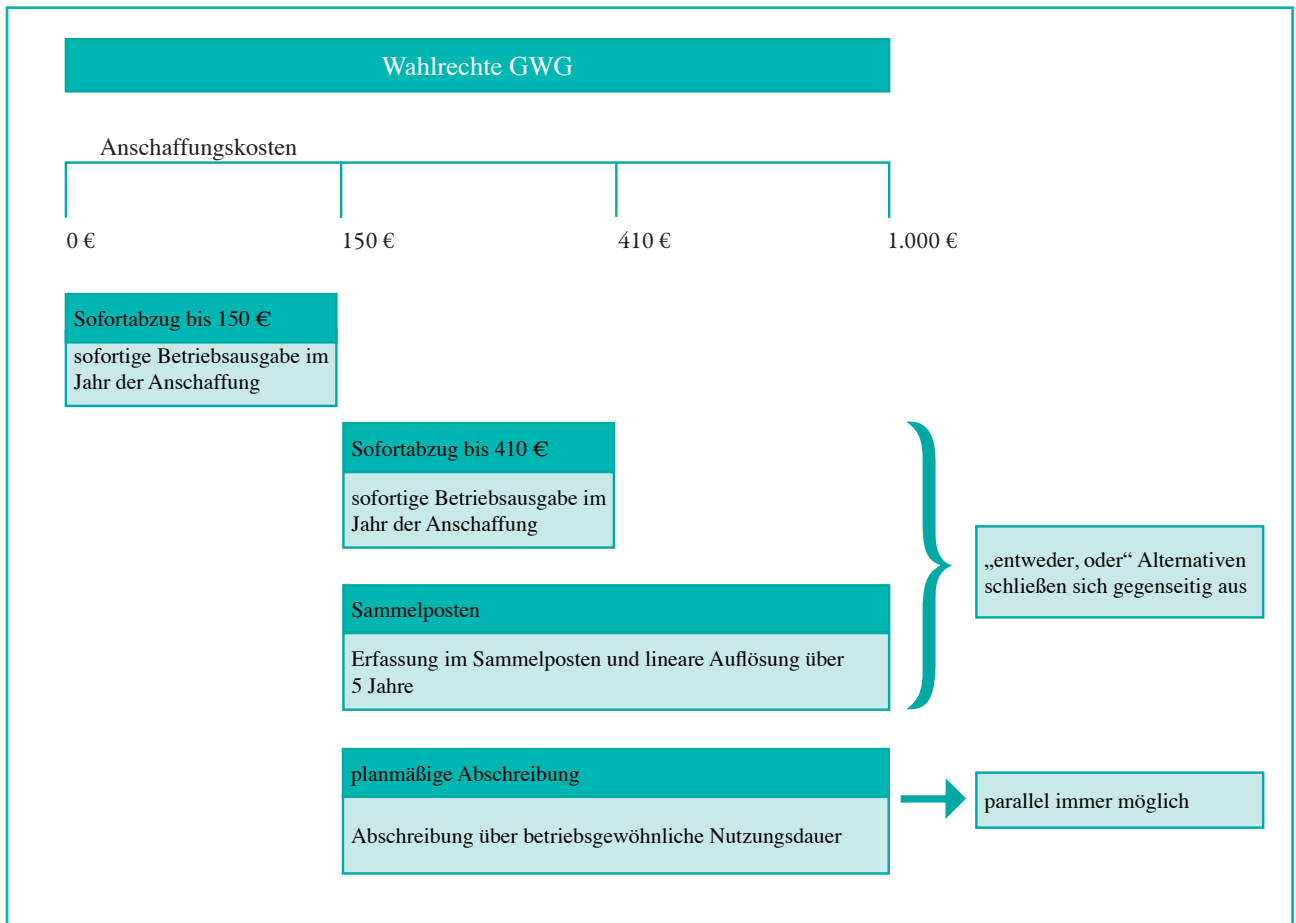 Wahlrechte GWG
Anschaffungskosten
0 €
150 €
410 €
1.000 €
Sofortabzug bis 150 €
sofortige Betriebsausgabe im
Jahr der Anschaffung
Sofortabzug bis 410 €
sofortige Betriebsausgabe im
Jahr der Anschaffung
„entweder, oder“ Alternativen
schließen sich gegenseitig aus
Sammelposten
Erfassung im Sammelposten und lineare Auflösung über
5 Jahre
planmäßige Abschreibung
Abschreibung über betriebsgewöhnliche Nutzungsdauer
parallel immer möglich